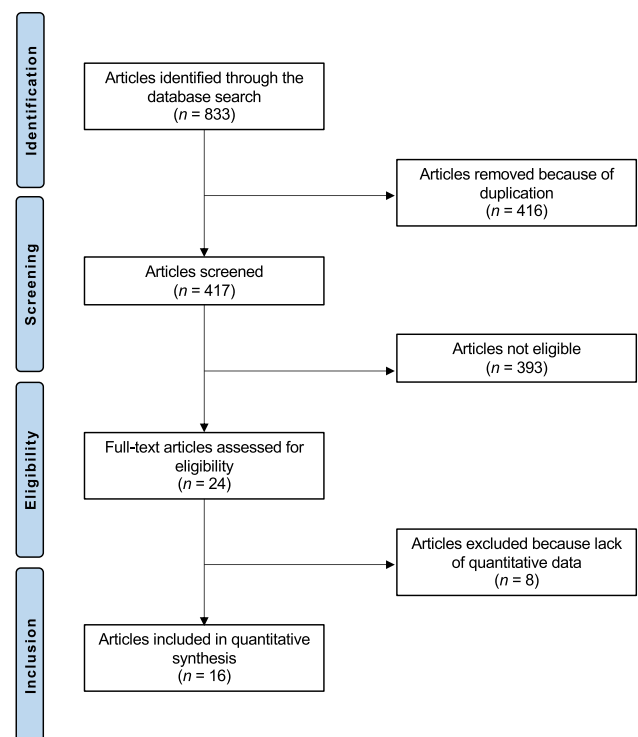 Identification
Articles identified through the
database search
(n = 833)
Articles removed because of
duplication
(n = 416)
Screening
Articles screened
(n = 417)
Articles not eligible
(n = 393)
Eligibility
Full-text articles assessed for
eligibility
(n = 24)
Articles excluded because lack
of quantitative data
(n = 8)
Inclusion
Articles included in quantitative
synthesis
(n = 16)